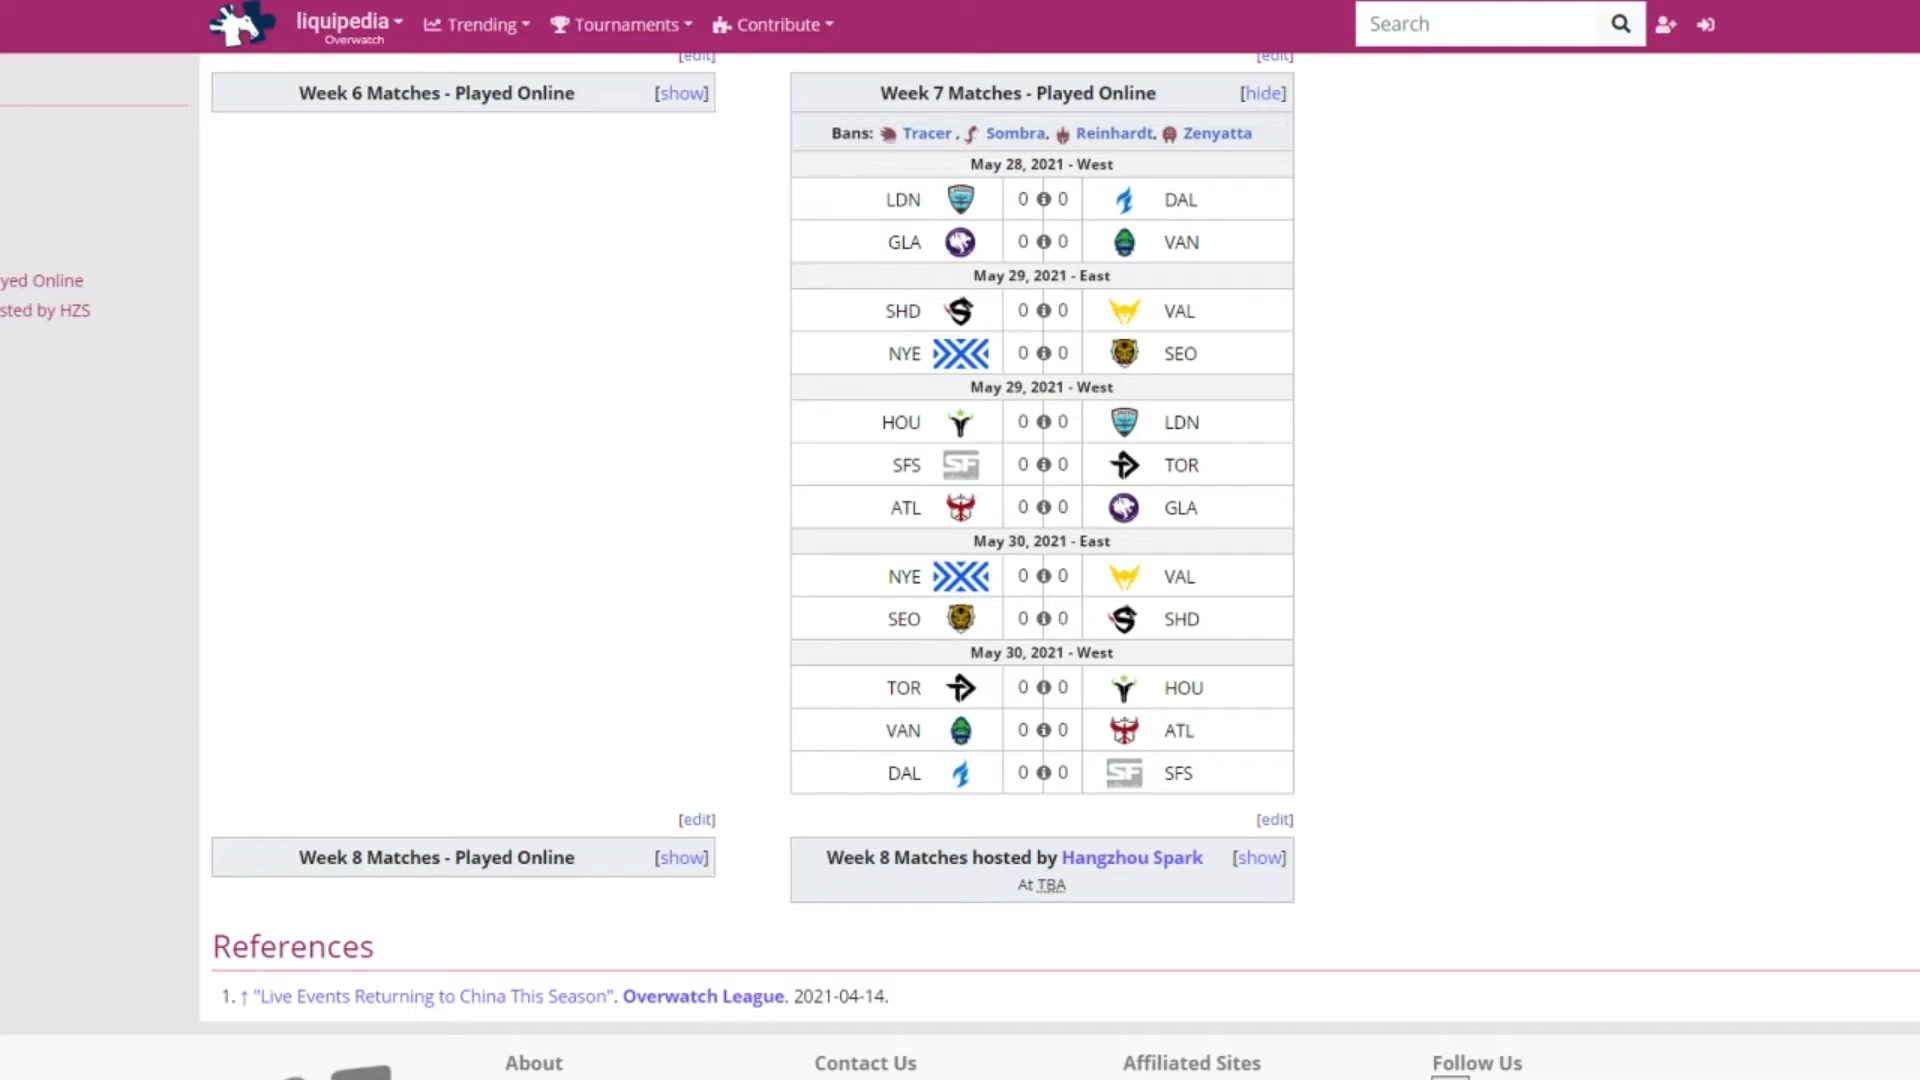 liquipedia
Overwatch
Trending
Tournaments
Contribute
Search
[edit]
[edit]
Week 6 Matches - Played Online [show]
Week 7 Matches - Played Online [hide]
Bans: Tracer , Sombra, Reinhardt, Zenyatta
May 28, 2021 - West
LDN 0 0 DAL
GLA 0 0 VAN
May 29, 2021 - East
SHD 0 0 VAL
NYE 0 0 SEO
May 29, 2021 - West
HOU 0 0 LDN
SFS 0 0 TOR
ATL 0 0 GLA
May 30, 2021 - East
NYE 0 0 VAL
SEO 0 0 SHD
May 30, 2021 - West
TOR 0 0 HOU
VAN 0 0 ATL
DAL 0 0 SFS
yed Online
sted by HZS
[edit]
[edit]
Week 8 Matches - Played Online [show]
Week 8 Matches hosted by Hangzhou Spark [show]
At TBA
References
1. ↑ "Live Events Returning to China This Season". Overwatch League. 2021-04-14.
About
Contact Us
Affiliated Sites
Follow Us